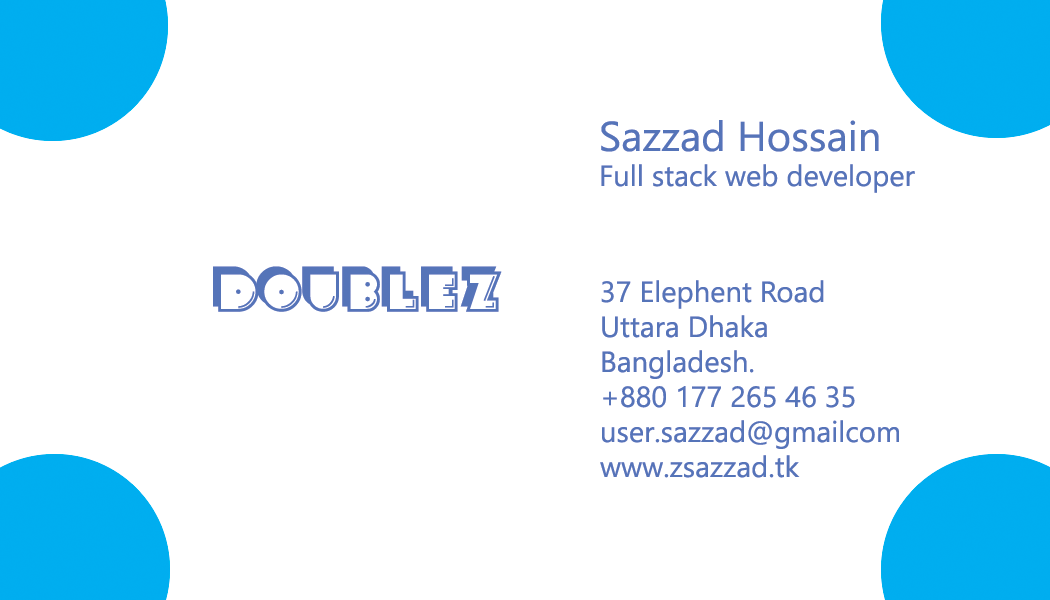 Sazzad Hossain
Full stack web developer
DOUBLEZ
37 Elephent Road
Uttara Dhaka
Bangladesh.
+880 177 265 46 35
user.sazzad@gmailcom
www.zsazzad.tk